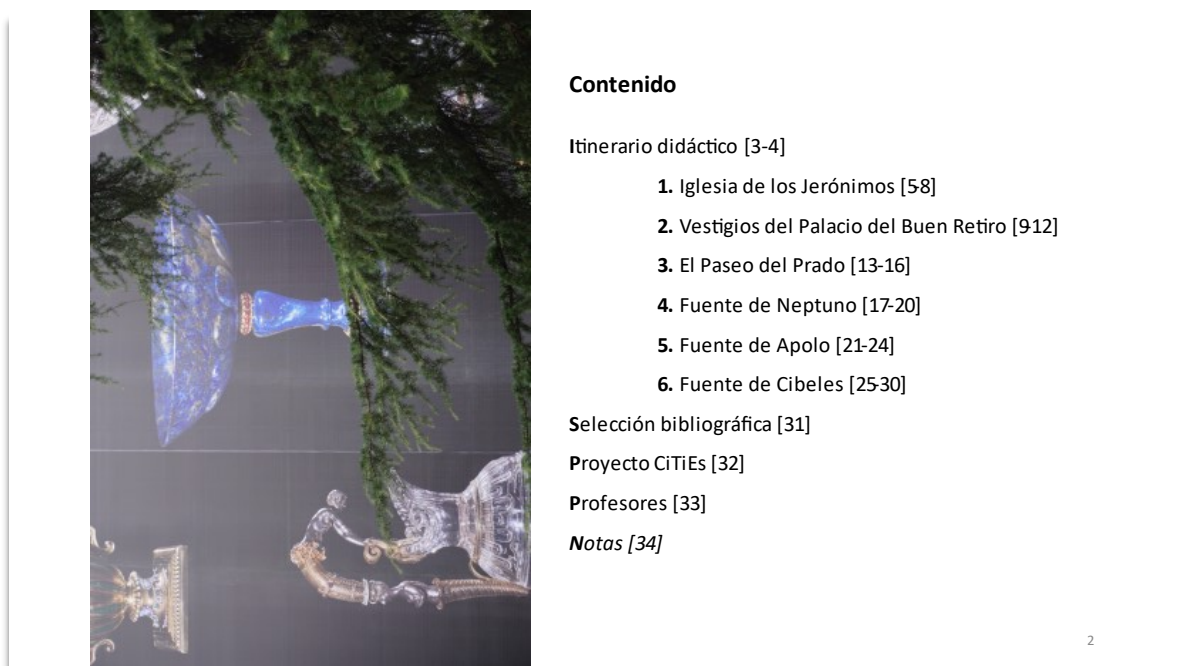 Contenido
Itinerario didáctico [3-4]
1. Iglesia de los Jerónimos [5-8]
2. Vestigios del Palacio del Buen Retiro [9-12]
3. El Paseo del Prado [13-16]
4. Fuente de Neptuno [17-20]
5. Fuente de Apolo [21-24]
6. Fuente de Cibeles [25-30]
Selección bibliográfica [31]
Proyecto CiTiEs [32]
Profesores [33]
Notas [34]
2